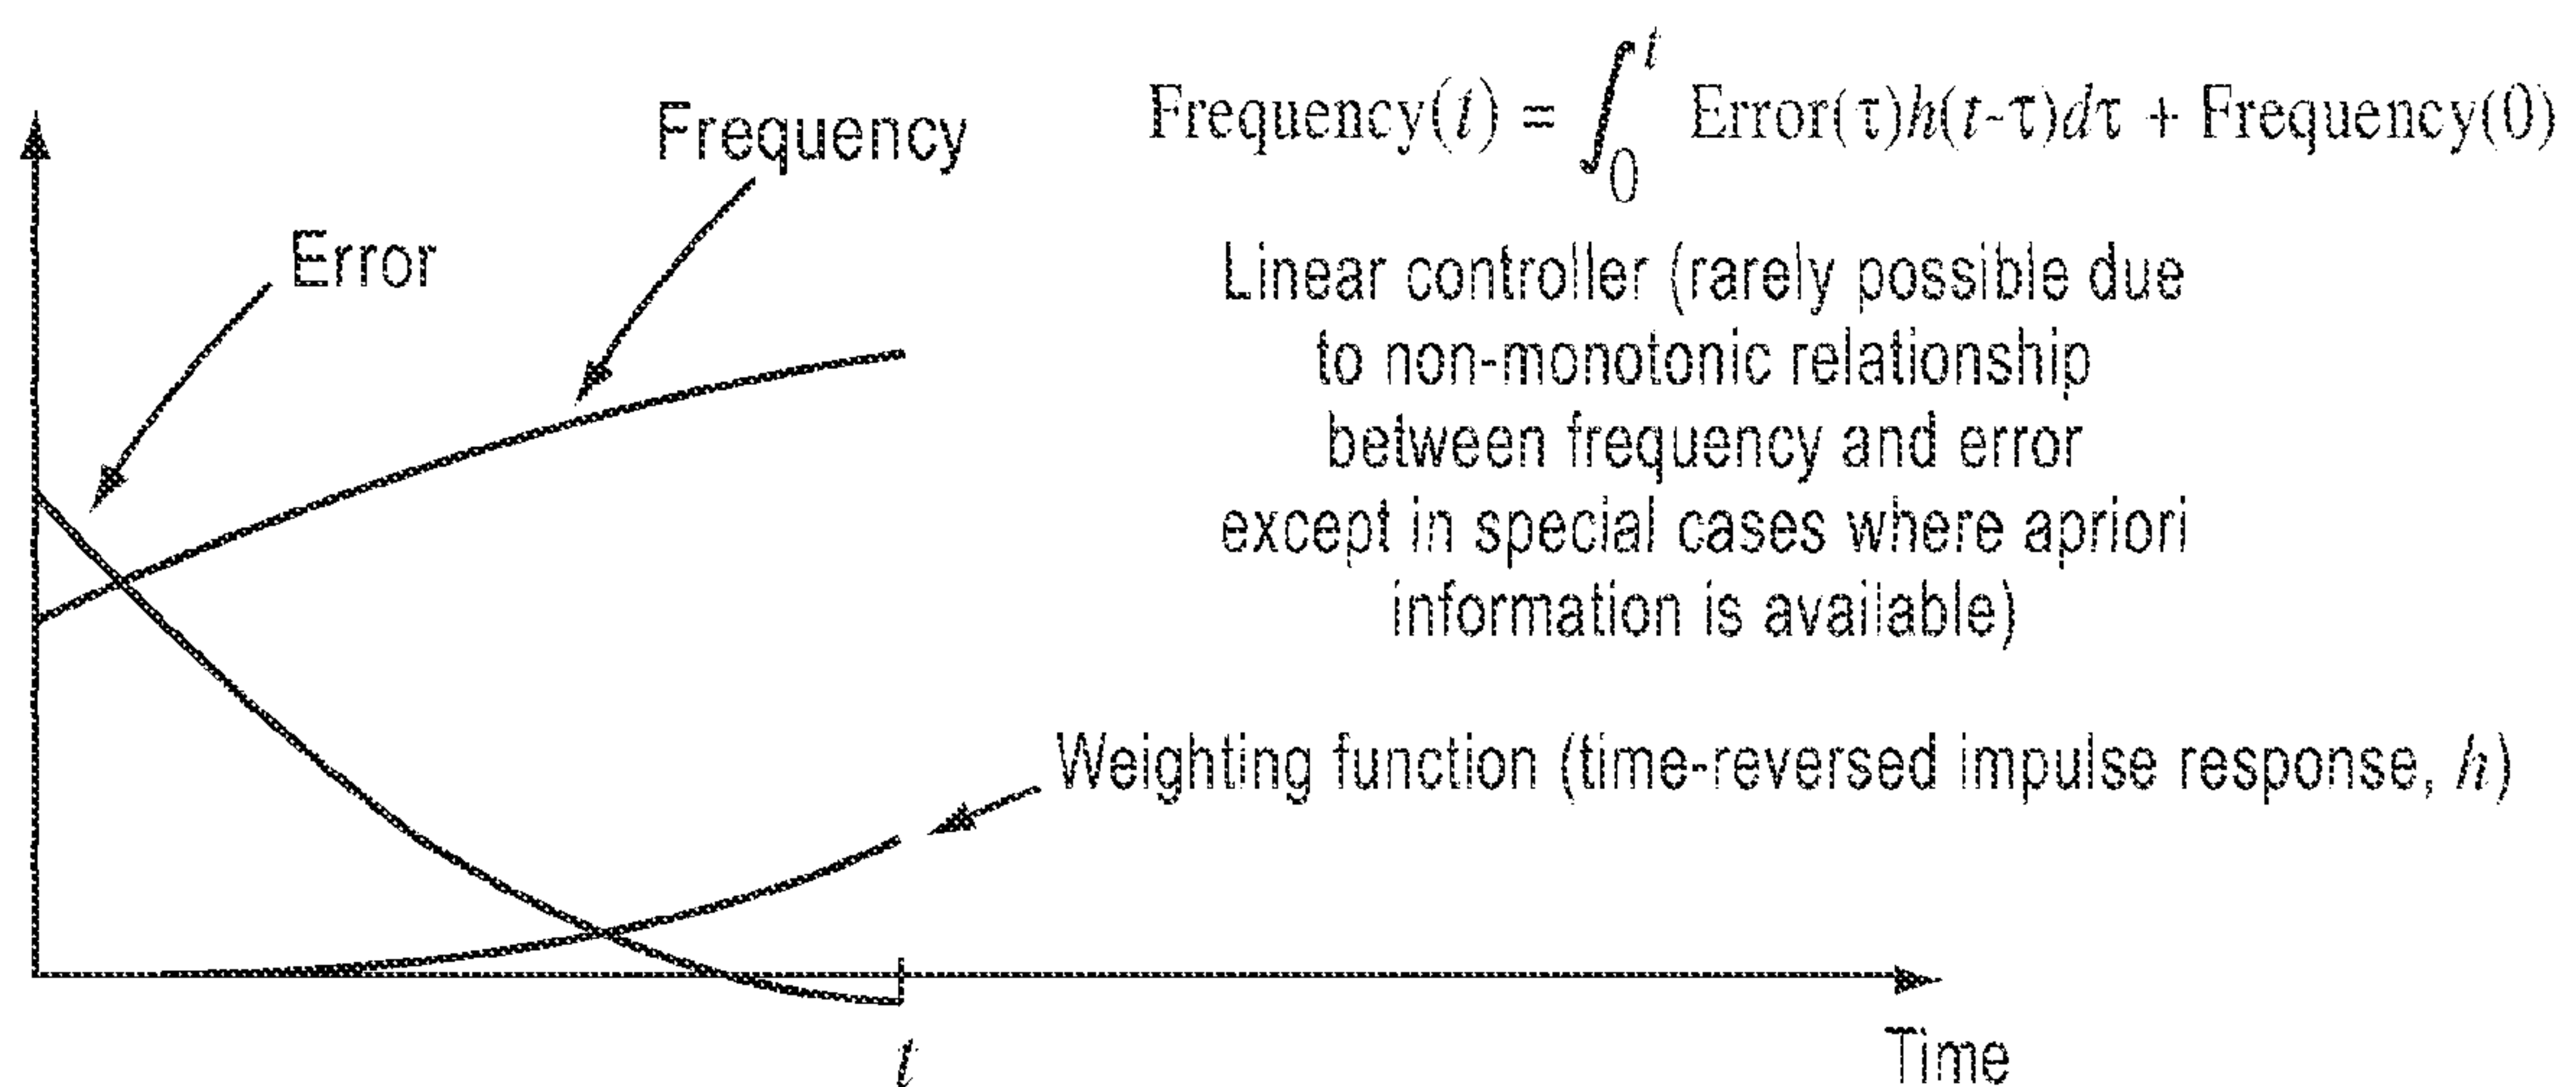 Frequency(t) = ∫₀ᵗ Error(τ)h(t-τ)dτ + Frequency(0)
Frequency
Error
Linear controller (rarely possible due
to non-monotonic relationship
between frequency and error
except in special cases where apriori
information is available)
Weighting function (time-reversed impulse response, h)
t
Time